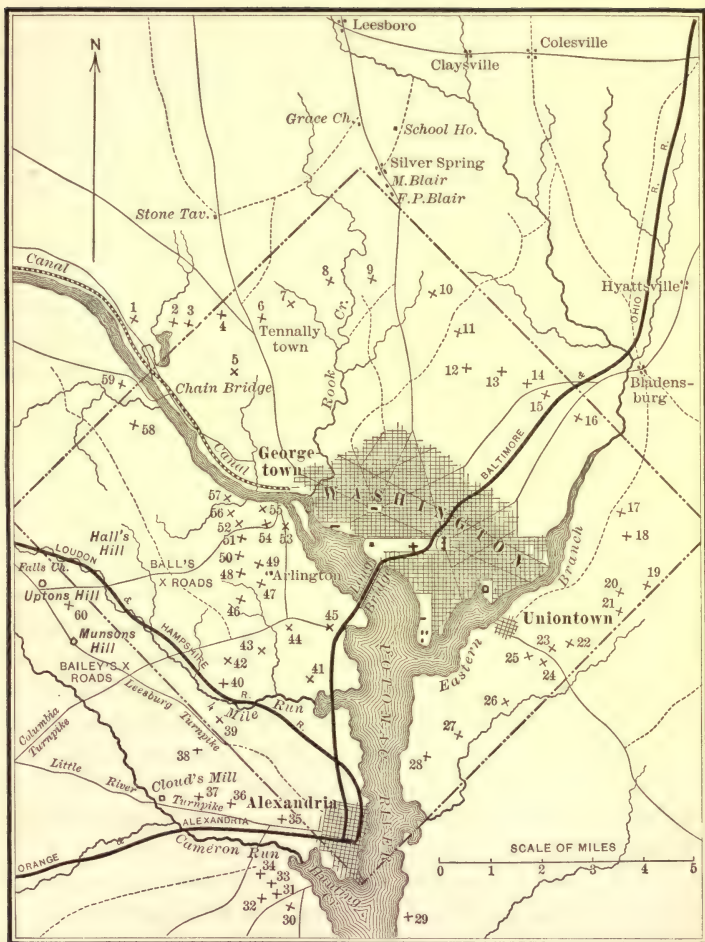 N
Leesboro
Claysville
Colesville
Grace Ch.
School Ho.
Silver Spring
M. Blair
F. P. Blair
Stone Tav.
Canal
Hyattsville
1
2
3
4
5
6
7
8
9
10
Tennally
town
Rook Cr.
11
12
13
14
15
16
Bladens-
burg
BALTIMORE & OHIO R. R.
Chain Bridge
59
58
Canal
George-
town
WASHINGTON
57
56
55
52
51
54
53
50
49
48
47
46
Arlington
Long Bridge
Hall's
Hill
LOUDON & HAMPSHIRE R. R.
Falls Ch.
BALL'S
X ROADS
Uptons Hill
60
Munsons
Hill
BAILEY'S X
ROADS
Columbia
Turnpike
Leesburg Turnpike
45
44
43
42
41
40
4 Mile Run
39
38
37
36
35
Little River Turnpike
Cloud's Mill
Alexandria
ORANGE & ALEXANDRIA
Cameron Run
Hunting
34
33
32
31
30
29
POTOMAC RIVER
Eastern Branch
Uniontown
17
18
19
20
21
22
23
24
25
26
27
28
SCALE OF MILES
0 1 2 3 4 5